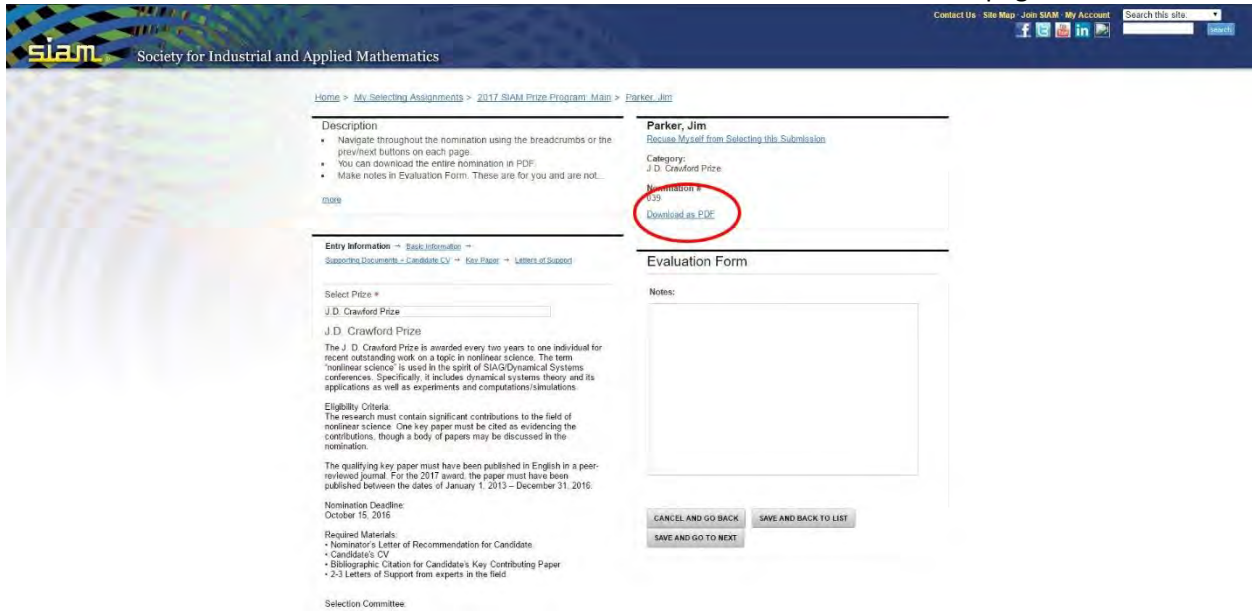 Contact Us · Site Map · Join SIAM · My Account
Search this site:
search
siam
Society for Industrial and Applied Mathematics
Home > My Selecting Assignments > 2017 SIAM Prize Program: Main > Parker, Jim
Description
• Navigate throughout the nomination using the breadcrumbs or the
prev/next buttons on each page.
• You can download the entire nomination in PDF.
• Make notes in Evaluation Form. These are for you and are not...
more
Parker, Jim
Recuse Myself from Selecting this Submission
Category:
J.D. Crawford Prize
Nomination #
039
Download as PDF
Entry Information → Basic Information →
Supporting Documents - Candidate CV → Key Paper → Letters of Support
Select Prize *
J.D. Crawford Prize
J.D. Crawford Prize
The J. D. Crawford Prize is awarded every two years to one individual for
recent outstanding work on a topic in nonlinear science. The term
"nonlinear science" is used in the spirit of SIAG/Dynamical Systems
conferences. Specifically, it includes dynamical systems theory and its
applications as well as experiments and computations/simulations.
Eligibility Criteria:
The research must contain significant contributions to the field of
nonlinear science. One key paper must be cited as evidencing the
contributions, though a body of papers may be discussed in the
nomination.
The qualifying key paper must have been published in English in a peer-
reviewed journal. For the 2017 award, the paper must have been
published between the dates of January 1, 2013 – December 31, 2016.
Nomination Deadline:
October 15, 2016
Required Materials:
• Nominator's Letter of Recommendation for Candidate
• Candidate's CV
• Bibliographic Citation for Candidate's Key Contributing Paper
• 2-3 Letters of Support from experts in the field
Selection Committee:
Evaluation Form
Notes:
CANCEL AND GO BACK
SAVE AND BACK TO LIST
SAVE AND GO TO NEXT